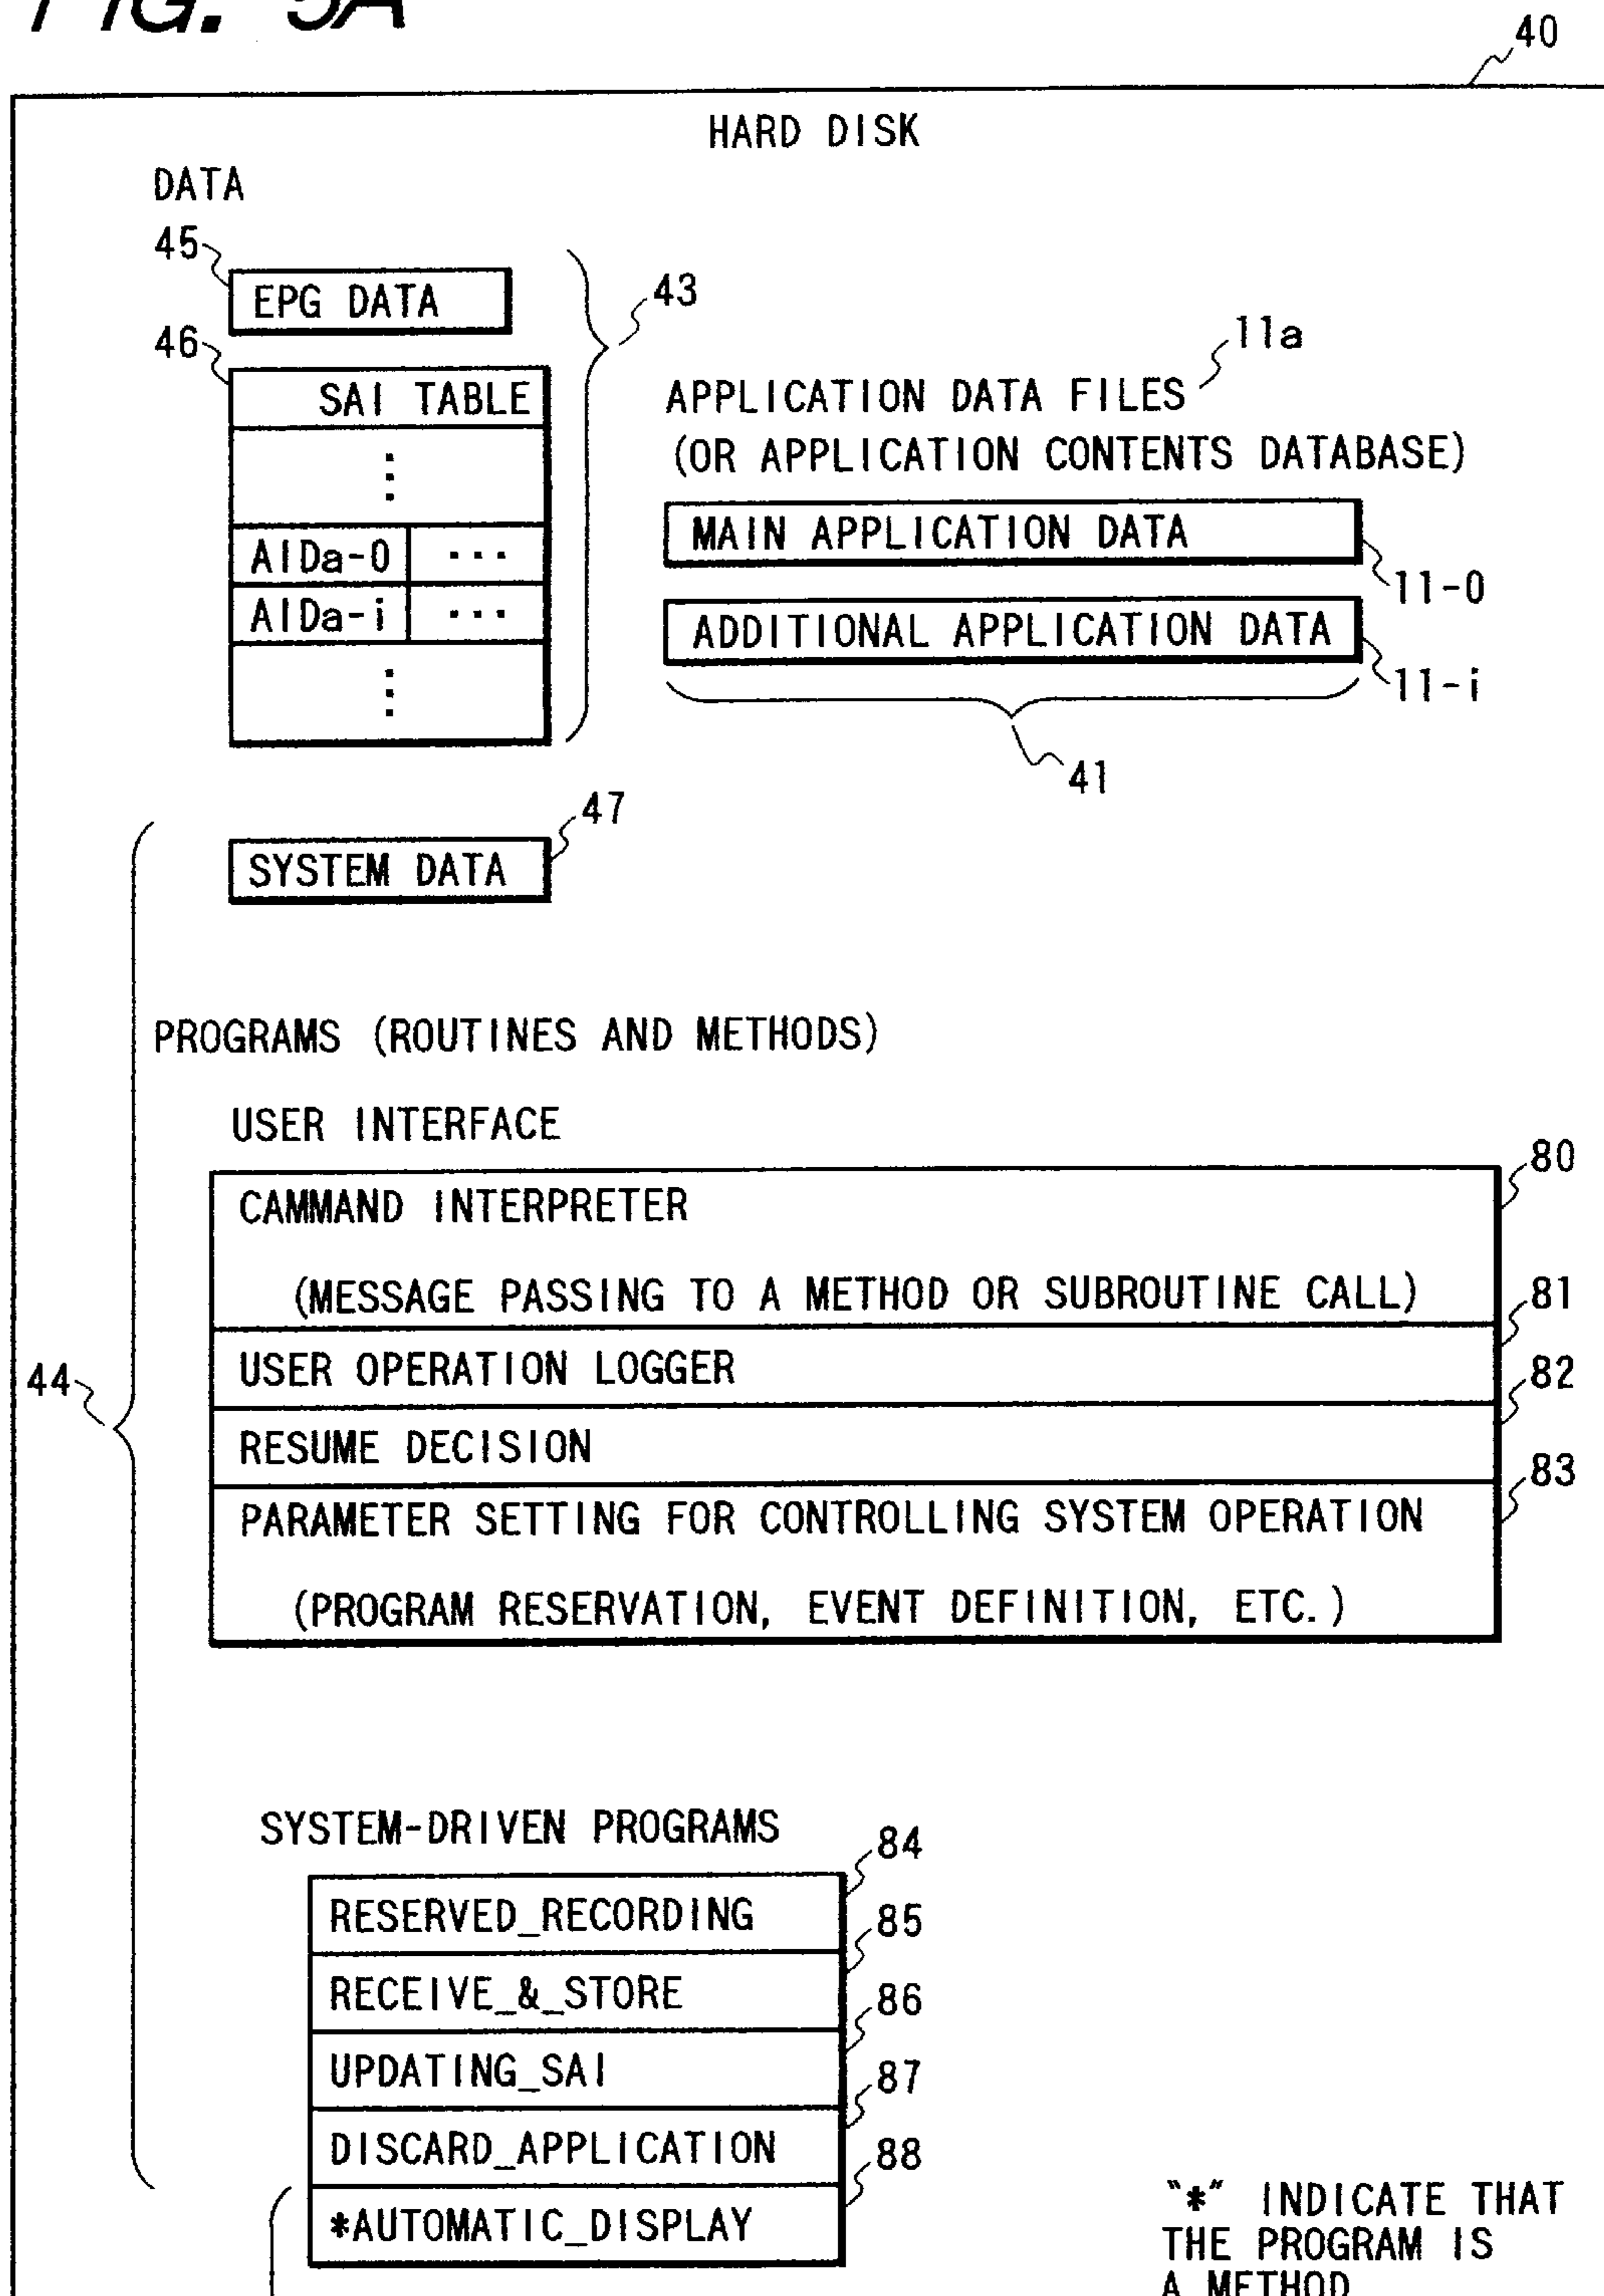 FIG. 5A
40
HARD DISK
DATA
45
EPG DATA
43
46
SAI TABLE
⋮
AIDa-0 ...
AIDa-i ...
⋮
11a
APPLICATION DATA FILES
(OR APPLICATION CONTENTS DATABASE)
MAIN APPLICATION DATA
11-0
ADDITIONAL APPLICATION DATA
11-i
41
47
SYSTEM DATA
PROGRAMS (ROUTINES AND METHODS)
USER INTERFACE
80
CAMMAND INTERPRETER
(MESSAGE PASSING TO A METHOD OR SUBROUTINE CALL)
81
USER OPERATION LOGGER
82
44
RESUME DECISION
83
PARAMETER SETTING FOR CONTROLLING SYSTEM OPERATION
(PROGRAM RESERVATION, EVENT DEFINITION, ETC.)
SYSTEM-DRIVEN PROGRAMS
84
RESERVED_RECORDING
85
RECEIVE_&_STORE
86
UPDATING_SAI
87
DISCARD_APPLICATION
88
*AUTOMATIC_DISPLAY
"*" INDICATE THAT
THE PROGRAM IS
A METHOD